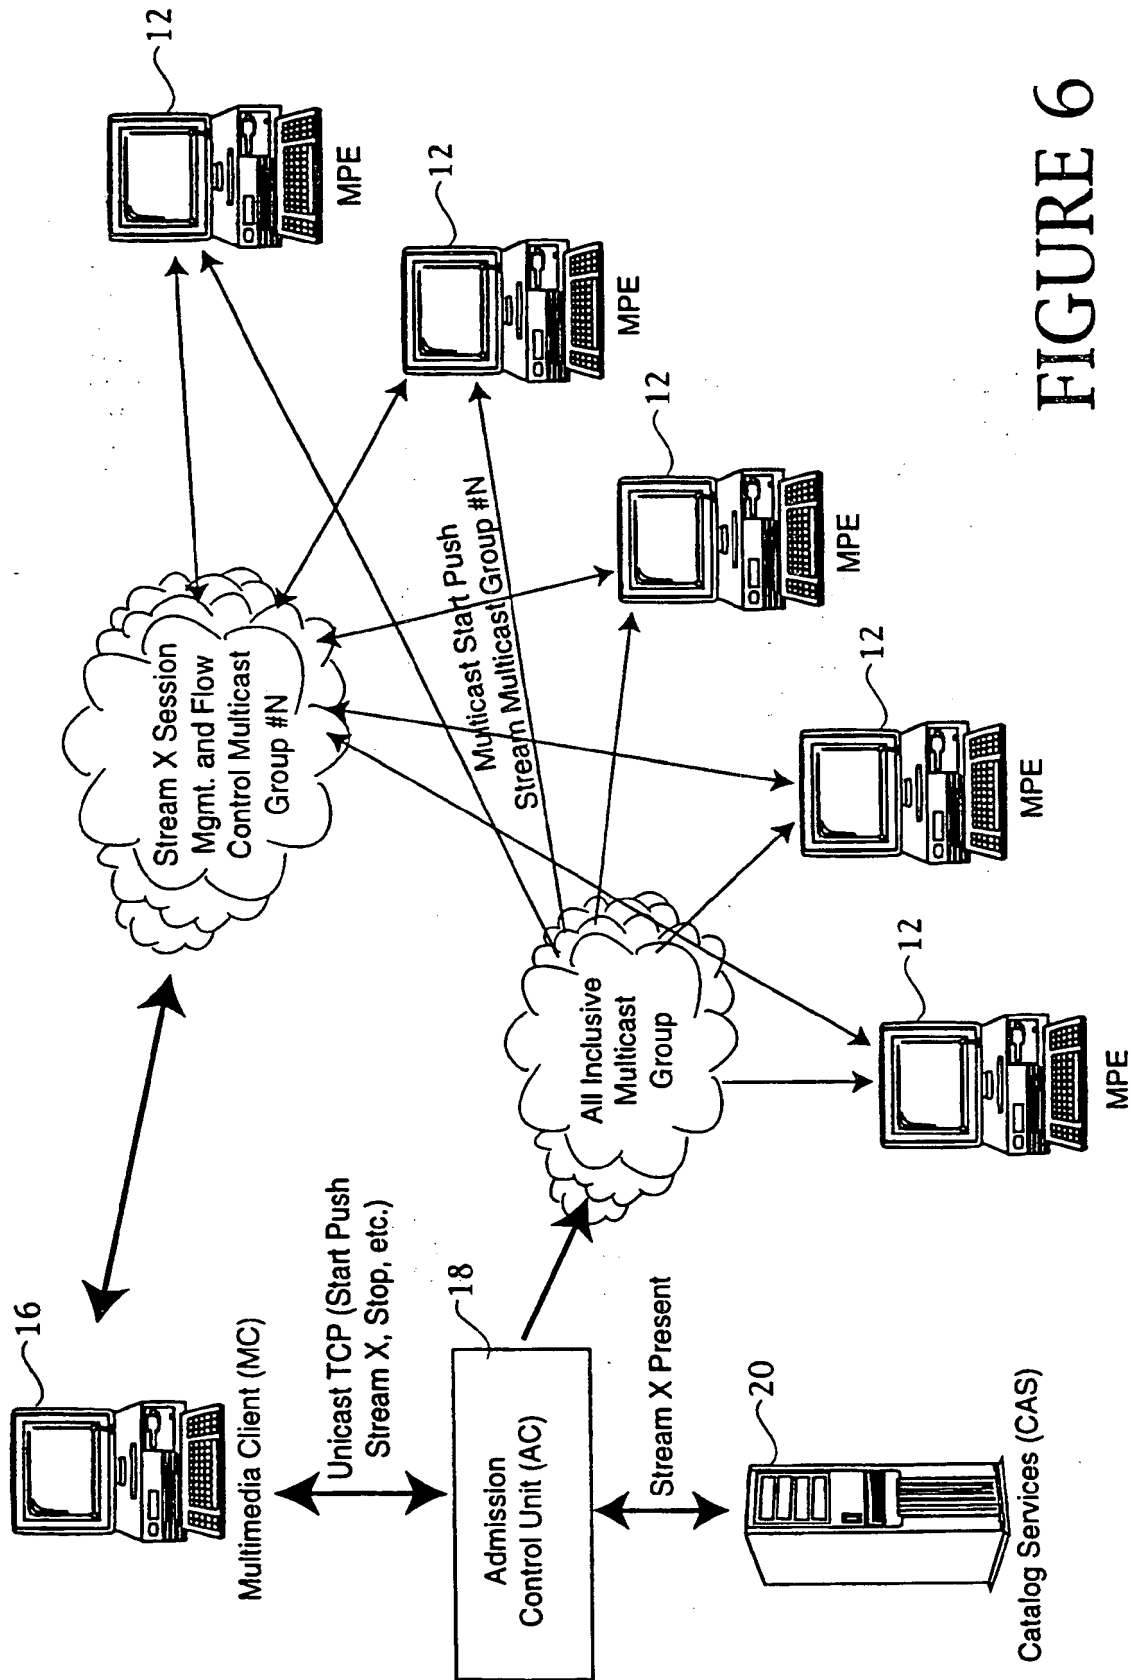 16
Multimedia Client (MC)
Unicast TCP (Start Push
Stream X, Stop, etc.)
18
Admission
Control Unit (AC)
Stream X Present
20
Catalog Services (CAS)
Stream X Session
Mgmt. and Flow
Control Multicast
Group #N
All Inclusive
Multicast
Group
Multicast Start Push
Stream Multicast Group #N
12
MPE
12
MPE
12
MPE
12
MPE
12
MPE
FIGURE 6